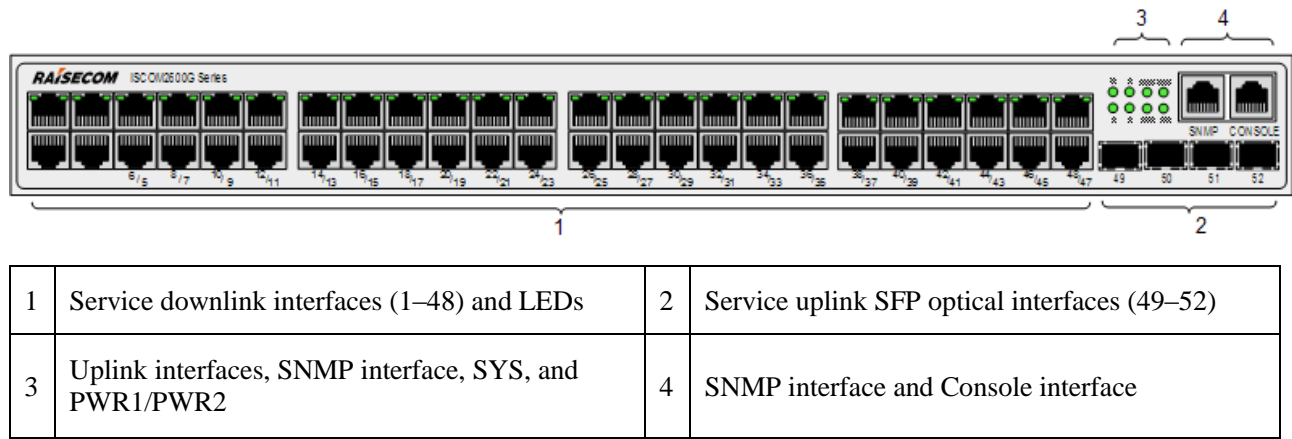 3 4
RAISECOM ISCOM2600G Series
SNMP CONSOLE
6/5 8/7 10/9 12/11 14/13 16/15 18/17 20/19 22/21 24/23 26/25 28/27 30/29 32/31 34/33 36/35 38/37 40/39 42/41 44/43 46/45 48/47 49 50 51 52
1 2
1 Service downlink interfaces (1–48) and LEDs 2 Service uplink SFP optical interfaces (49–52)
3 Uplink interfaces, SNMP interface, SYS, and
PWR1/PWR2 4 SNMP interface and Console interface